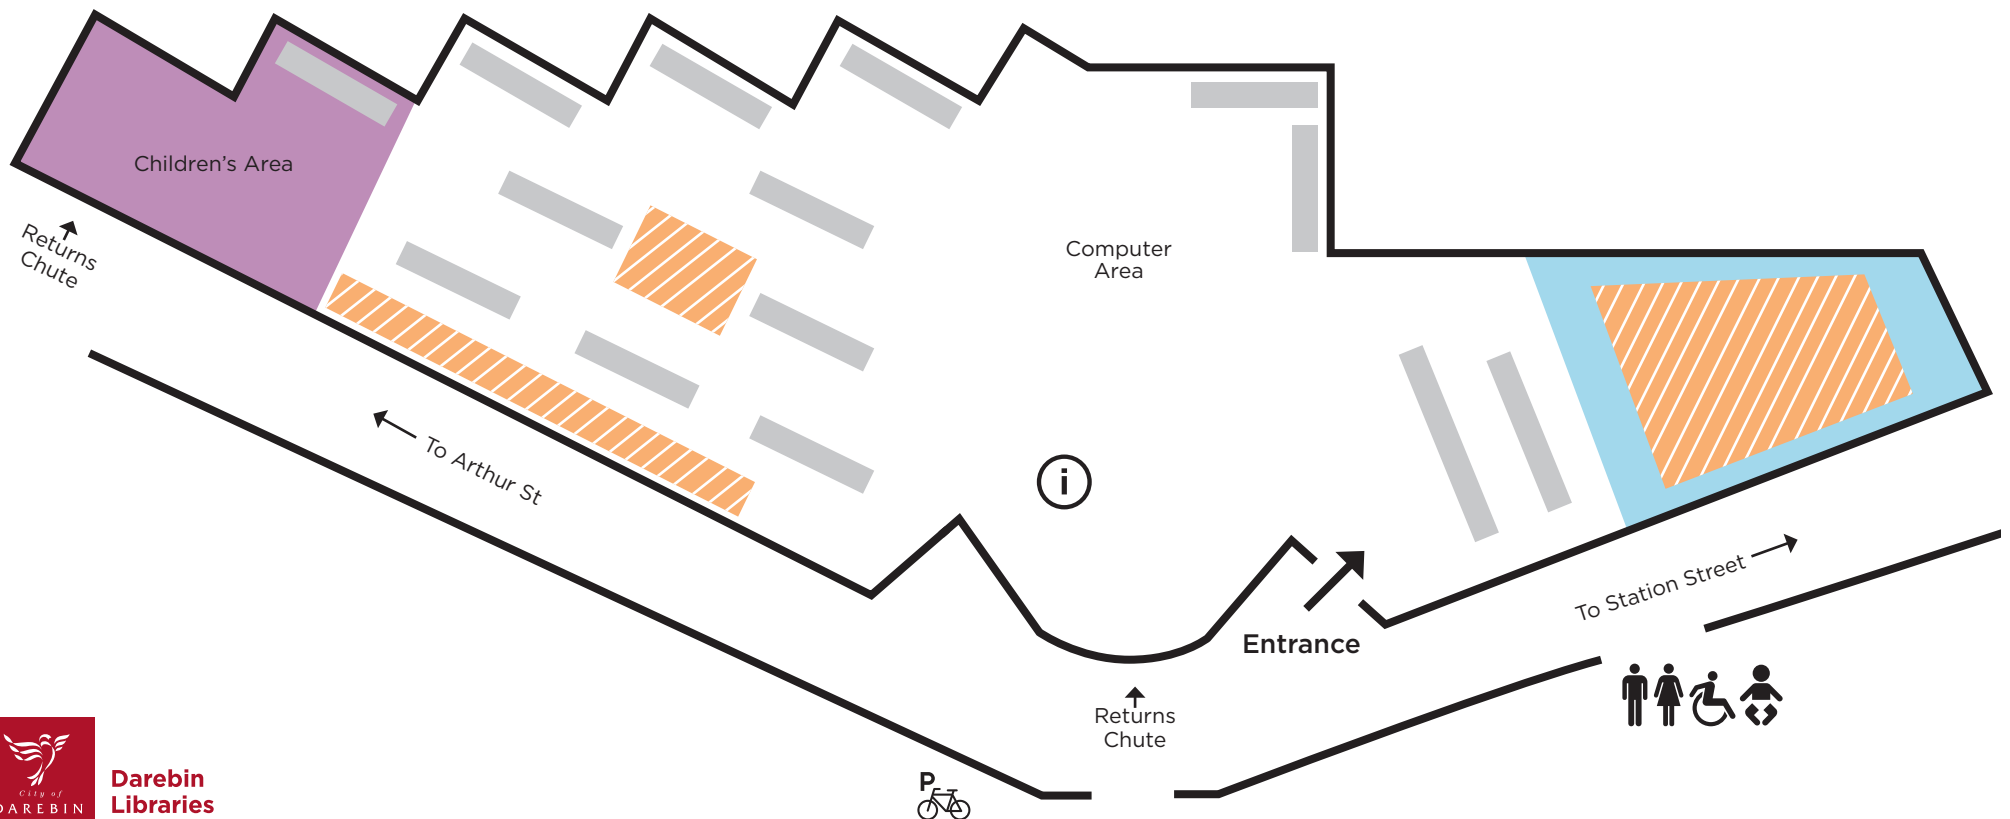 Children's Area
Returns
Chute
Computer
Area
To Arthur St
i
To Station Street
Entrance
Returns
Chute
P
City of
DAREBIN
Darebin
Libraries